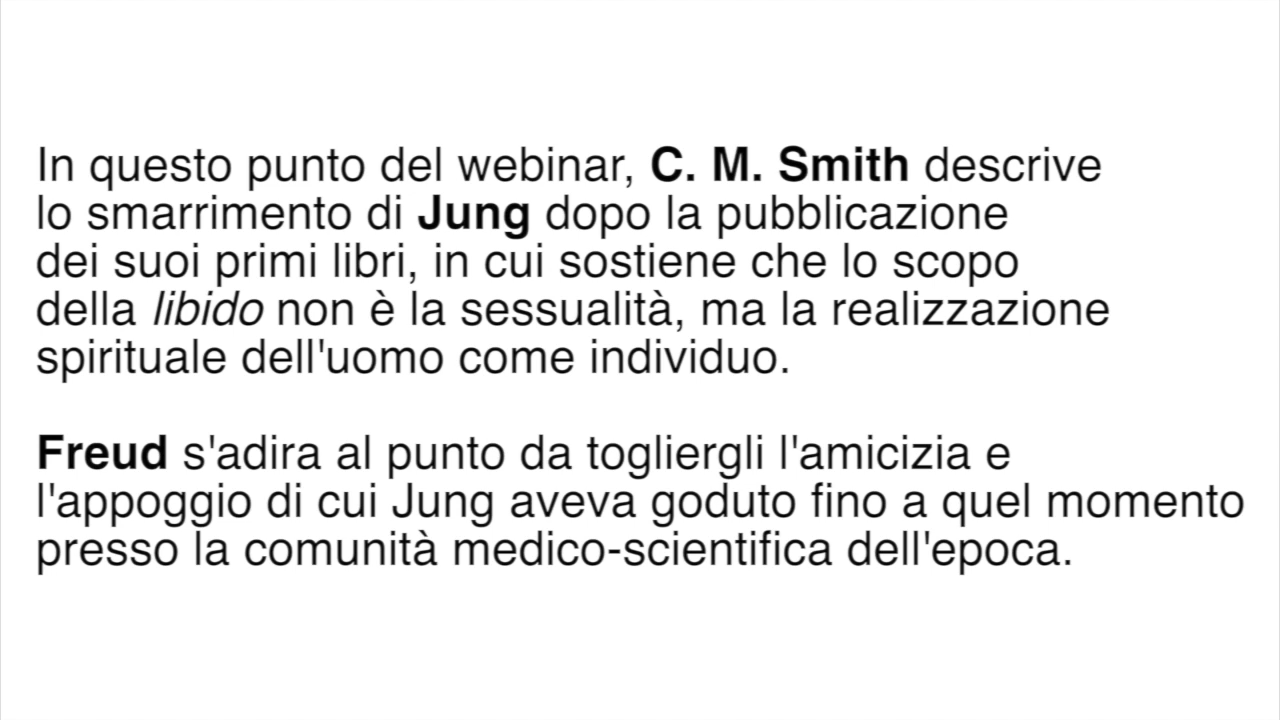 In questo punto del webinar, C. M. Smith descrive
lo smarrimento di Jung dopo la pubblicazione
dei suoi primi libri, in cui sostiene che lo scopo
della libido non è la sessualità, ma la realizzazione
spirituale dell'uomo come individuo.
Freud s'adira al punto da togliergli l'amicizia e
l'appoggio di cui Jung aveva goduto fino a quel momento
presso la comunità medico-scientifica dell'epoca.